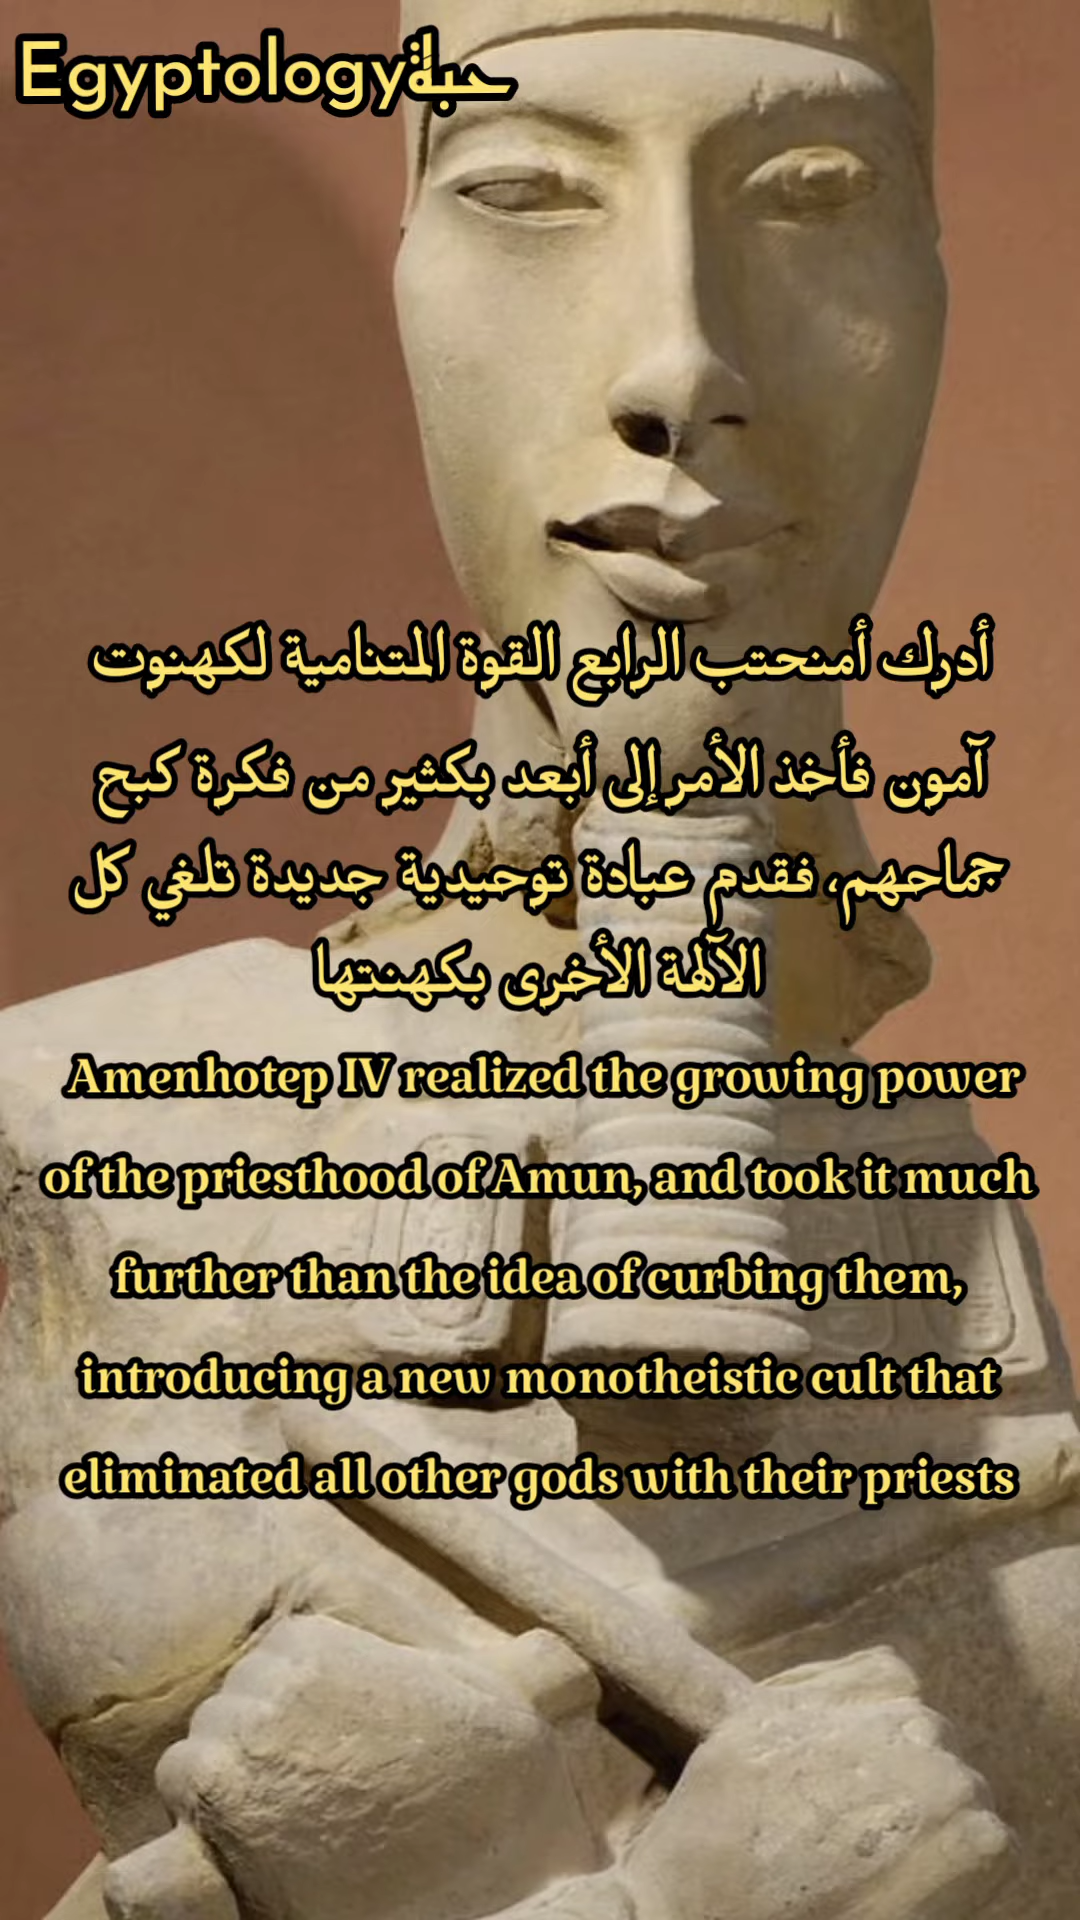 Egyptologyحبة
أدرك أمنحتب الرابع القوة المتنامية لكهنوت
آمون فأخذ الأمر إلى أبعد بكثير من فكرة كبح
جماحهم، فقدم عبادة توحيدية جديدة تلغي كل
الآلهة الأخرى بكهنتها
Amenhotep IV realized the growing power
of the priesthood of Amun, and took it much
further than the idea of curbing them,
introducing a new monotheistic cult that
eliminated all other gods with their priests